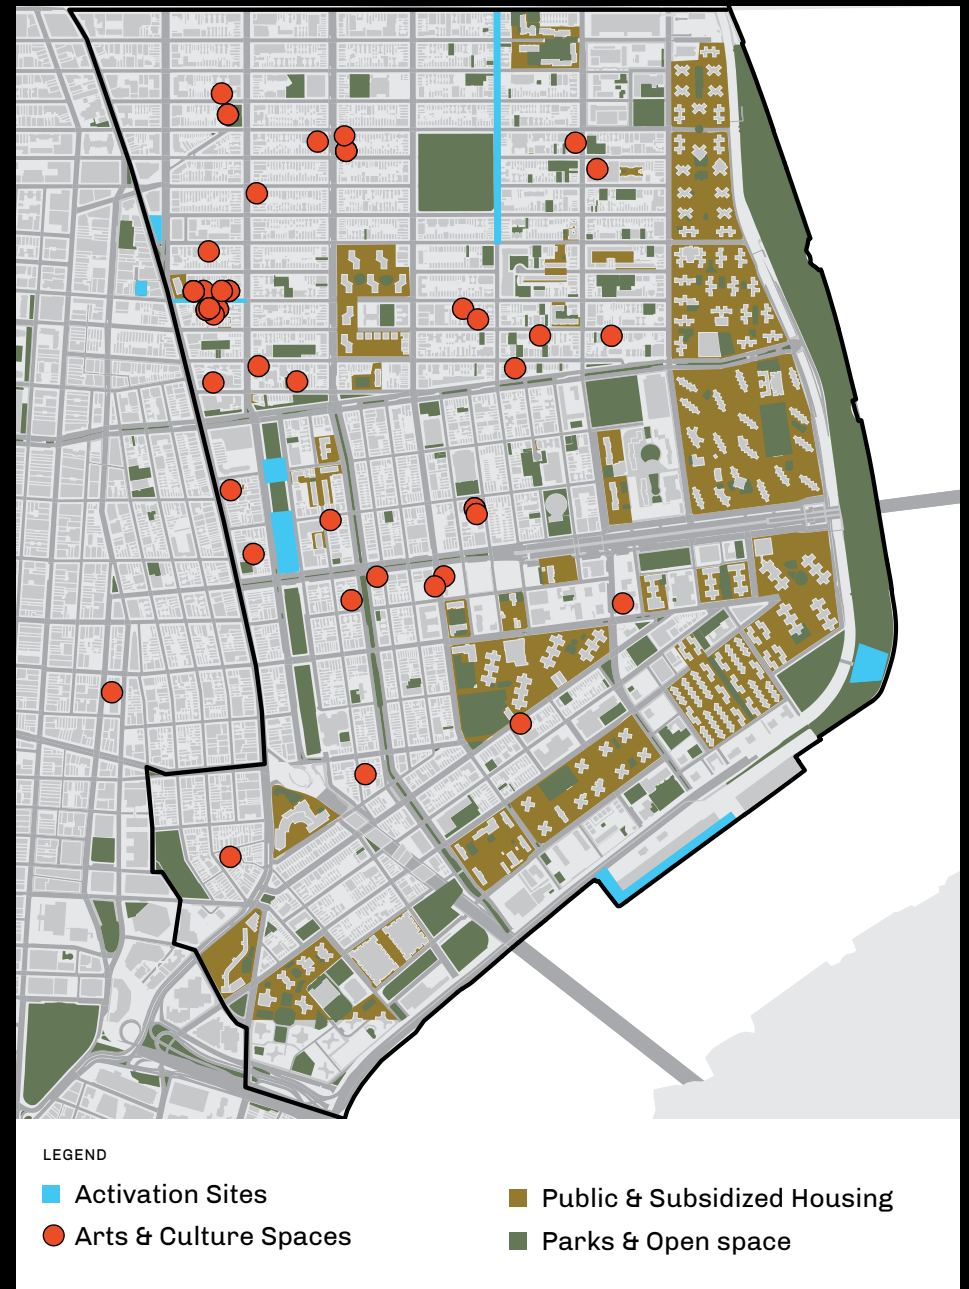 LEGEND
Activation Sites
Arts & Culture Spaces
Public & Subsidized Housing
Parks & Open space